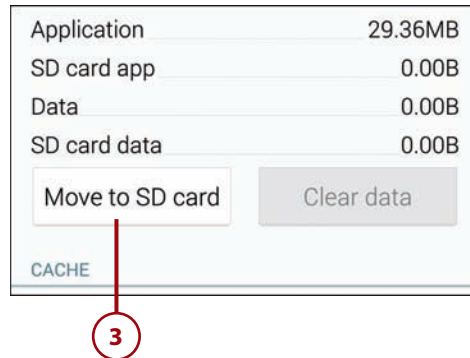 Application 29.36MB
SD card app 0.00B
Data 0.00B
SD card data 0.00B
Move to SD card Clear data
CACHE
3